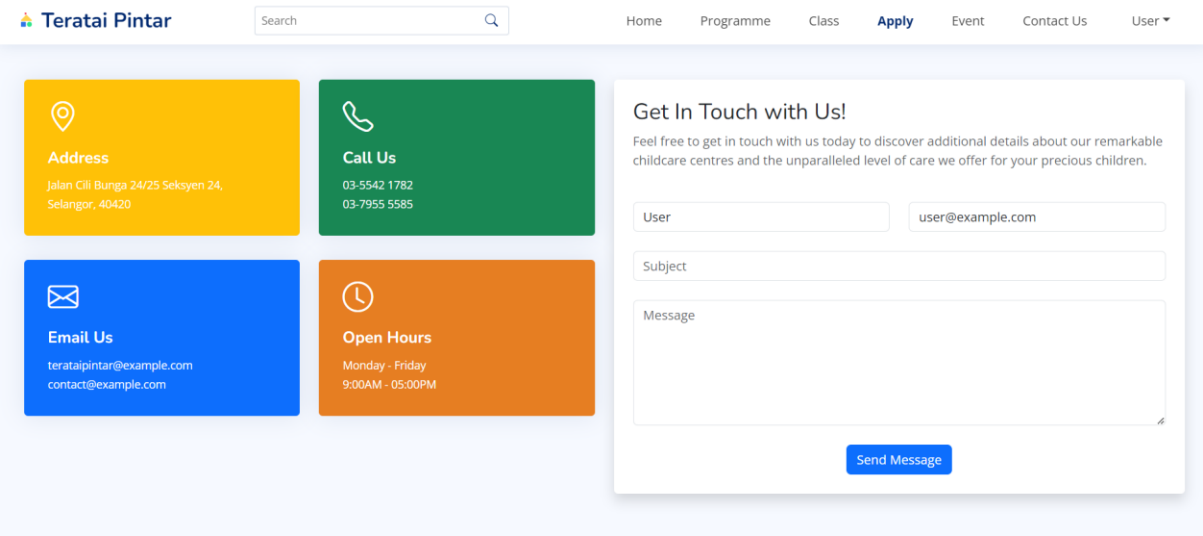 Teratai Pintar
Search
Home Programme Class Apply Event Contact Us User
Address
Jalan Cili Bunga 24/25 Seksyen 24,
Selangor, 40420
Call Us
03-5542 1782
03-7955 5585
Email Us
terataipintar@example.com
contact@example.com
Open Hours
Monday - Friday
9:00AM - 05:00PM
Get In Touch with Us!
Feel free to get in touch with us today to discover additional details about our remarkable
childcare centres and the unparalleled level of care we offer for your precious children.
User
user@example.com
Subject
Message
Send Message